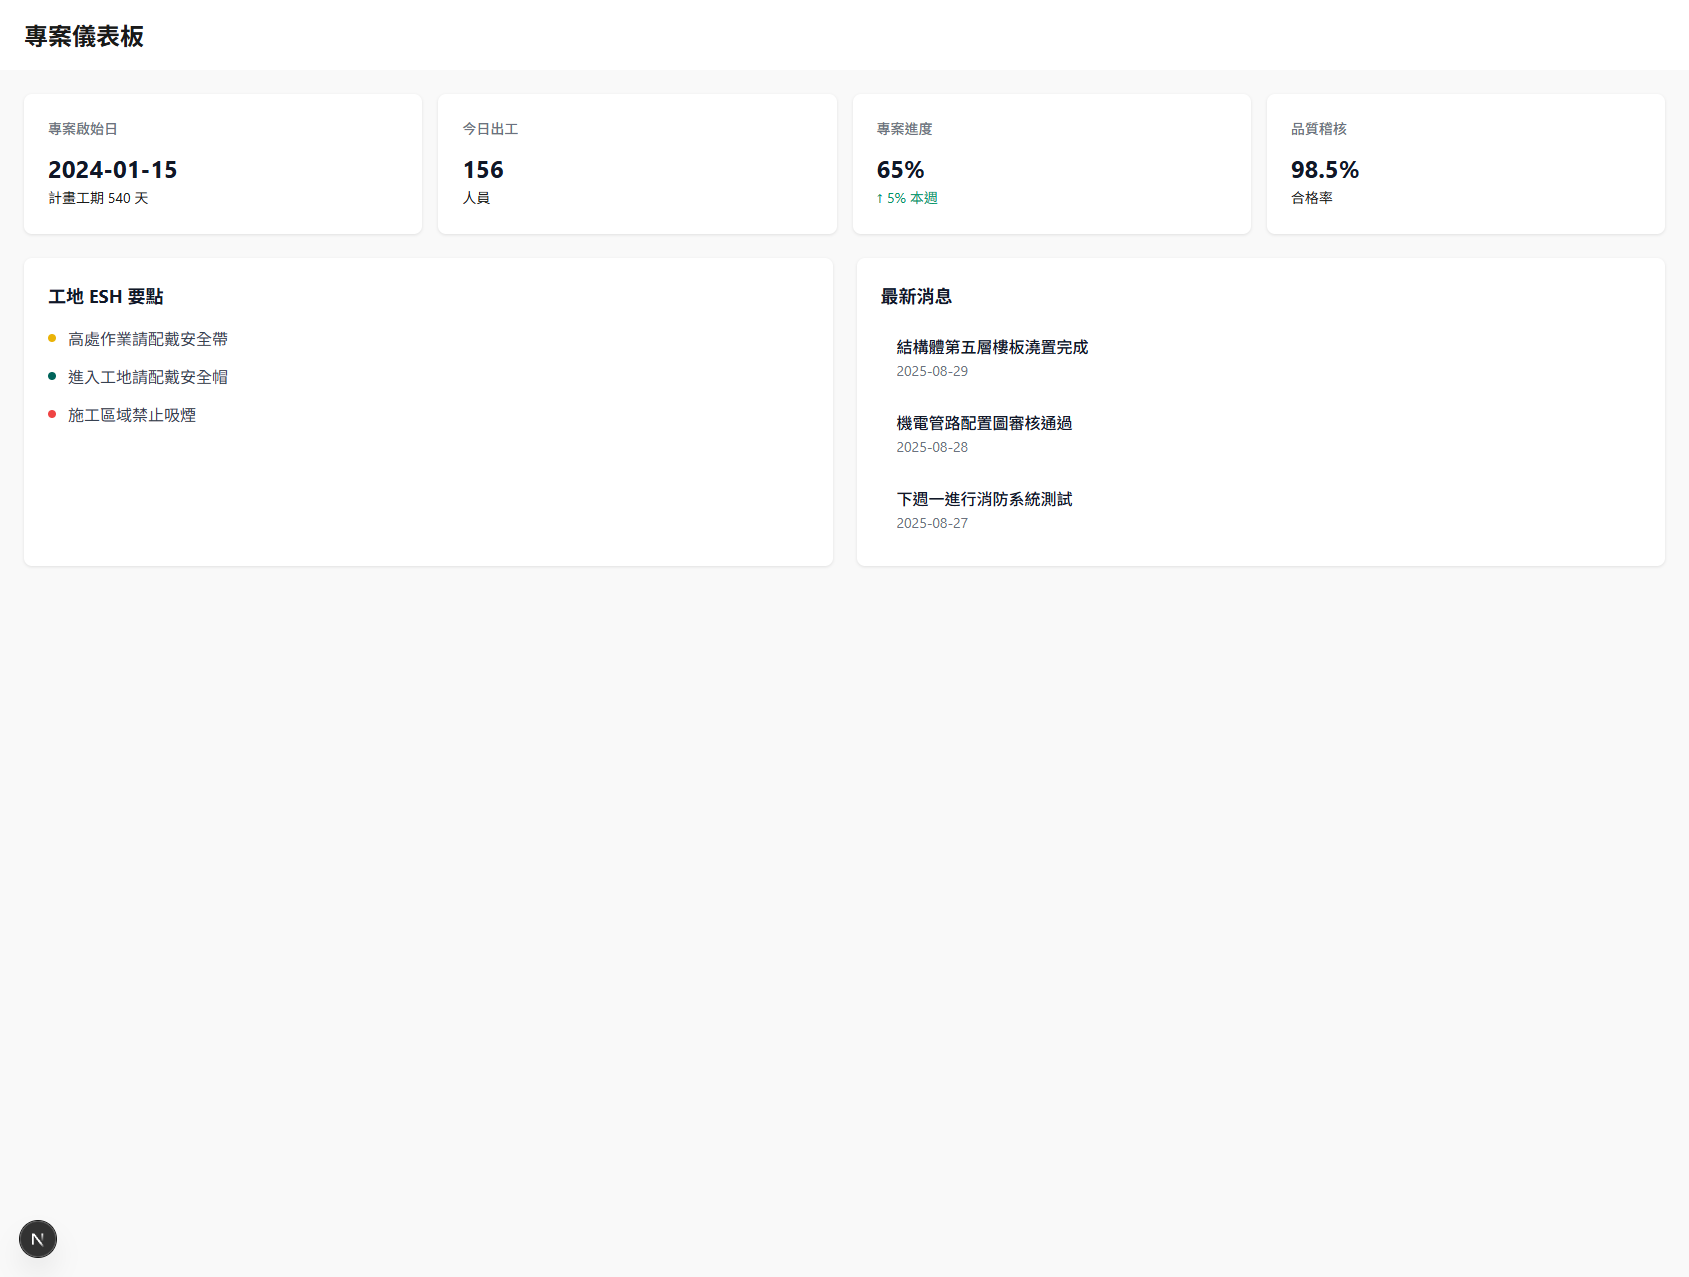 專案儀表板
專案啟始日
2024-01-15
計畫工期 540 天
今日出工
156
人員
專案進度
65%
↑ 5% 本週
品質稽核
98.5%
合格率
工地 ESH 要點
高處作業請配戴安全帶
進入工地請配戴安全帽
施工區域禁止吸煙
最新消息
結構體第五層樓板澆置完成
2025-08-29
機電管路配置圖審核通過
2025-08-28
下週一進行消防系統測試
2025-08-27
N